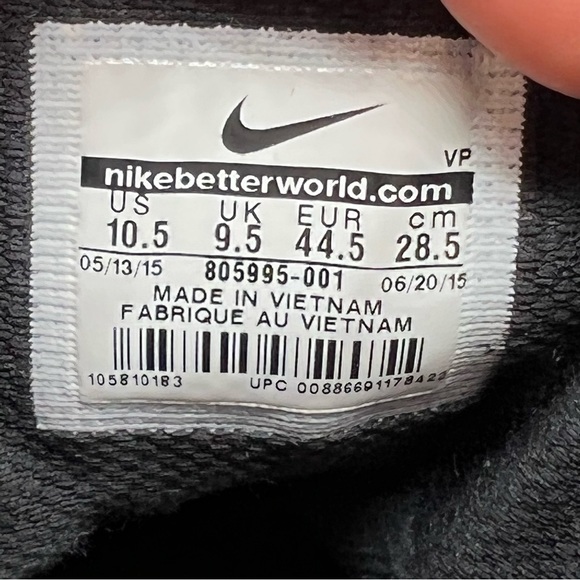 VP
nikebetterworld.com
US UK EUR cm
10.5 9.5 44.5 28.5
05/13/15 805995-001 06/20/15
MADE IN VIETNAM
FABRIQUE AU VIETNAM
105810183 UPC 00886691178422